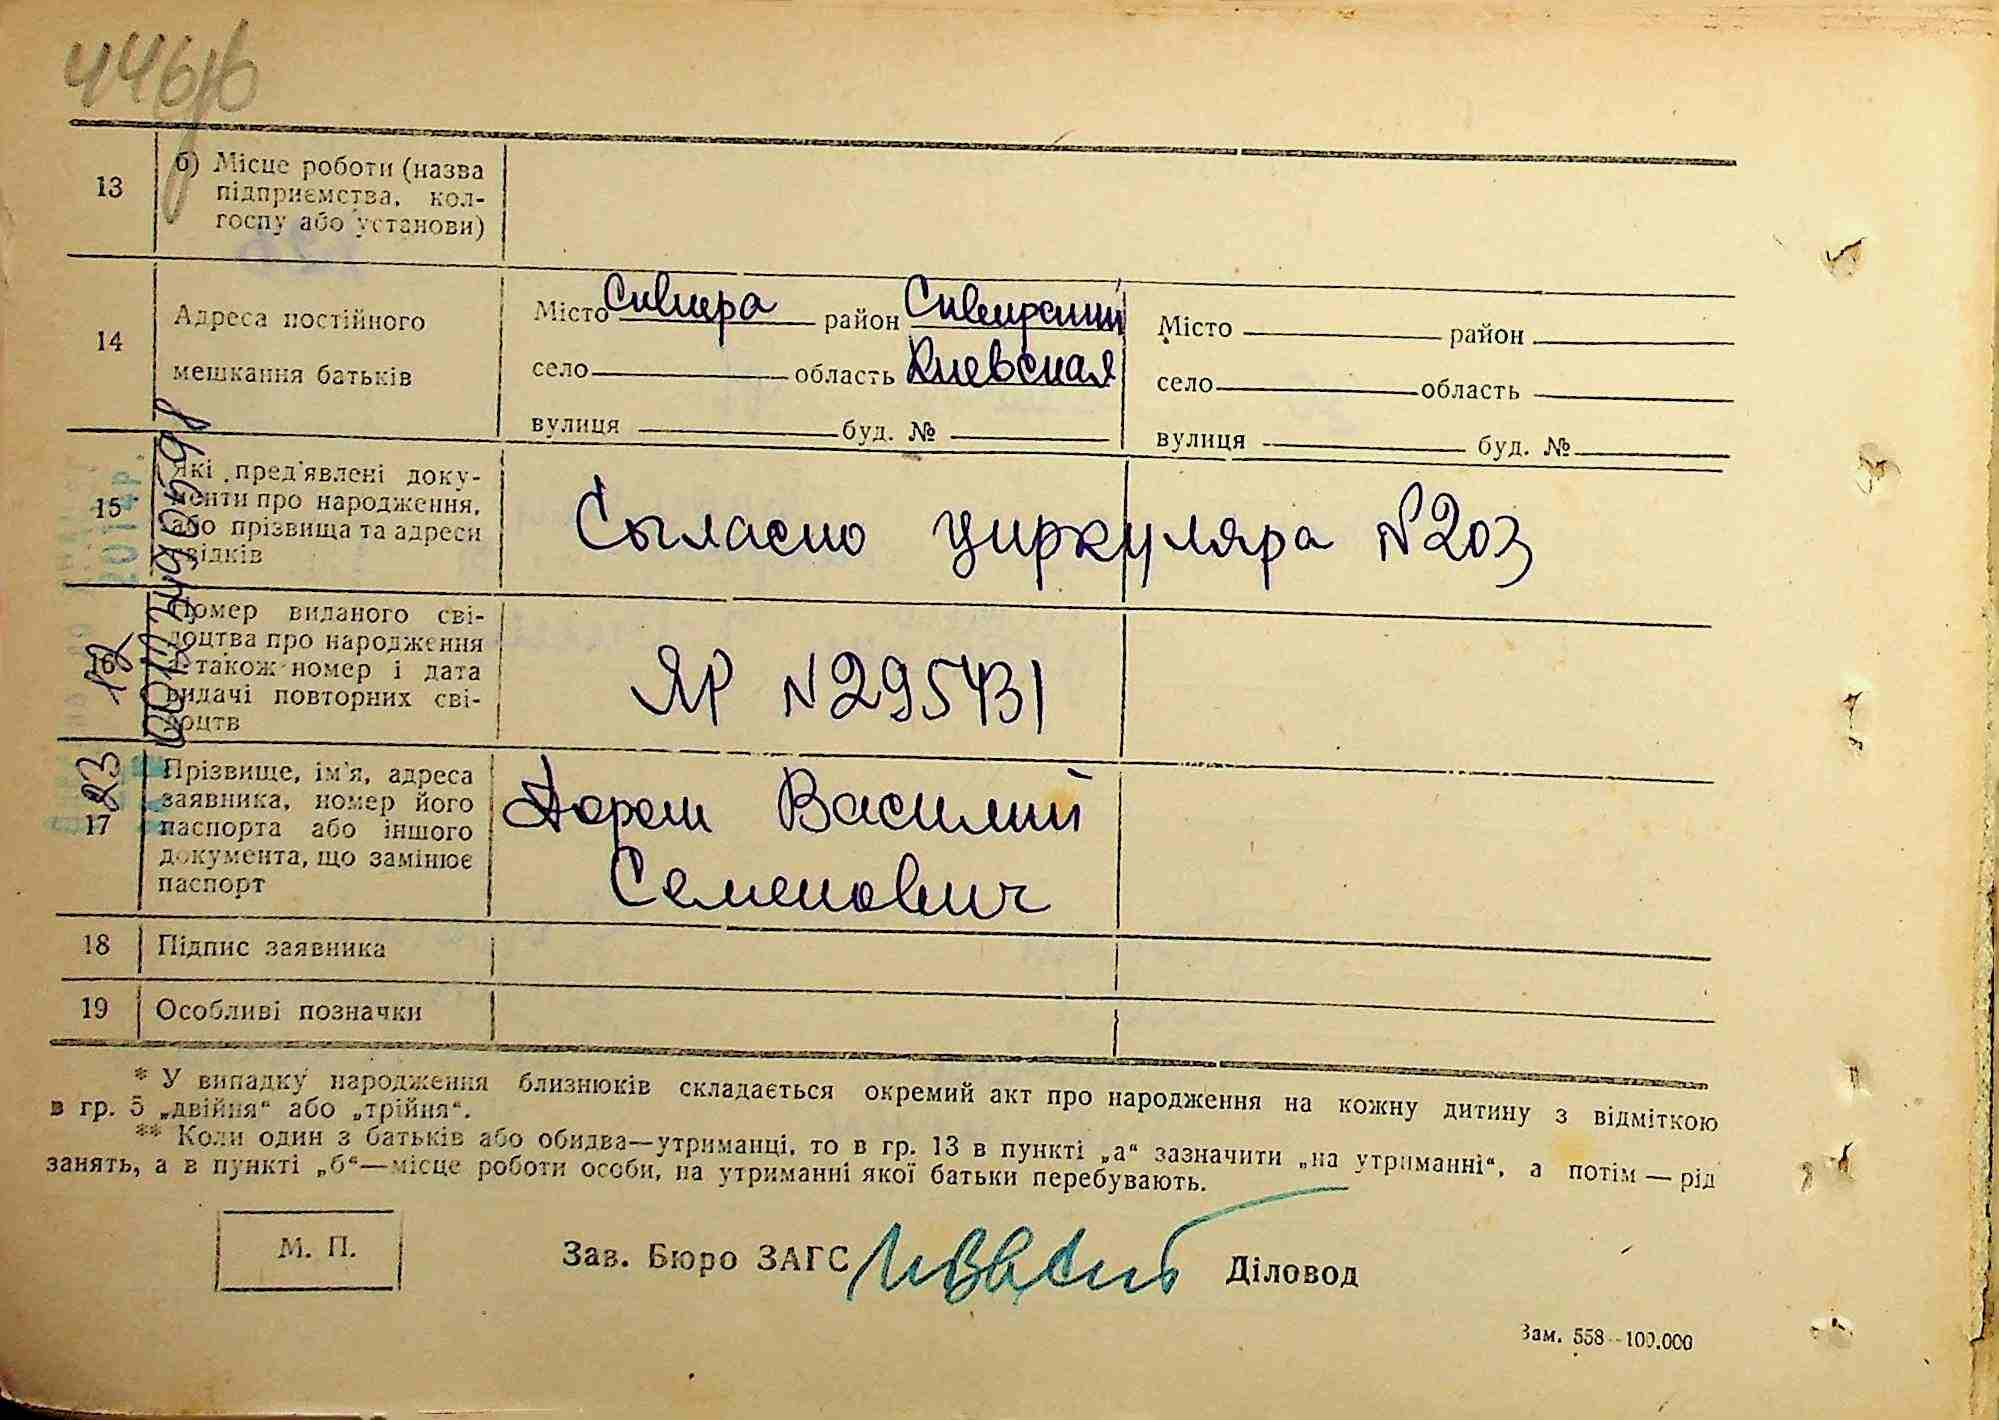 446
13
б) Місце роботи (назва
підприємства, кол-
госпу або установи)
14
Адреса постійного
мешкання батьків
Місто Сквира район Сквирский
село область Киевская
вулиця буд. №
Місто район
село область
вулиця буд. №
15
Які пред'явлені доку-
менти про народження,
або прізвища та адреси
свідків
Сыгласно циркуляра №203
16
Номер виданого сві-
доцтва про народження
і також номер і дата
видачі повторних сві-
доцтв
ЯР №295431
17
Прізвище, ім'я, адреса
заявника, номер його
паспорта або іншого
документа, що замінює
паспорт
Василий
Семенович
18
Підпис заявника
19
Особливі позначки
* У випадку народження близнюків складається окремий акт про народження на кожну дитину з відміткою
в гр. 5 „двійня“ або „трійня“.
** Коли один з батьків або обидва—утриманці, то в гр. 13 в пункті „а“ зазначити „на утриманні“, а потім — рід
занять, а в пункті „б“—місце роботи особи, на утриманні якої батьки перебувають.
М. П.
Зав. Бюро ЗАГС
Діловод
Зам. 558—100.000